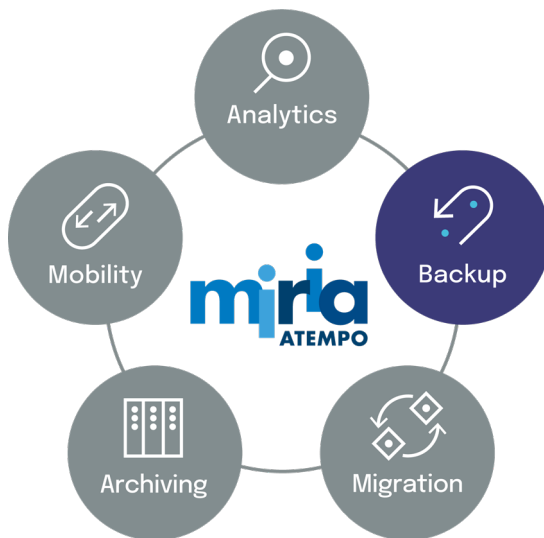 Analytics
Mobility
Backup
miria
ATEMPO
Archiving
Migration